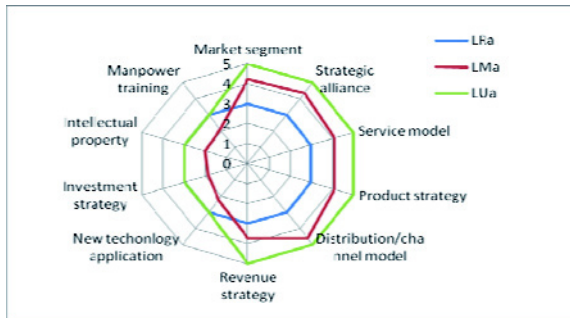 Market segment
Strategic
alliance
Service model
Product strategy
Distribution/cha
nnel model
Revenue
strategy
New techonlogy
application
Investment
strategy
Intellectual
property
Manpower
training
5
4
3
2
1
0
LRa
LMa
LUa